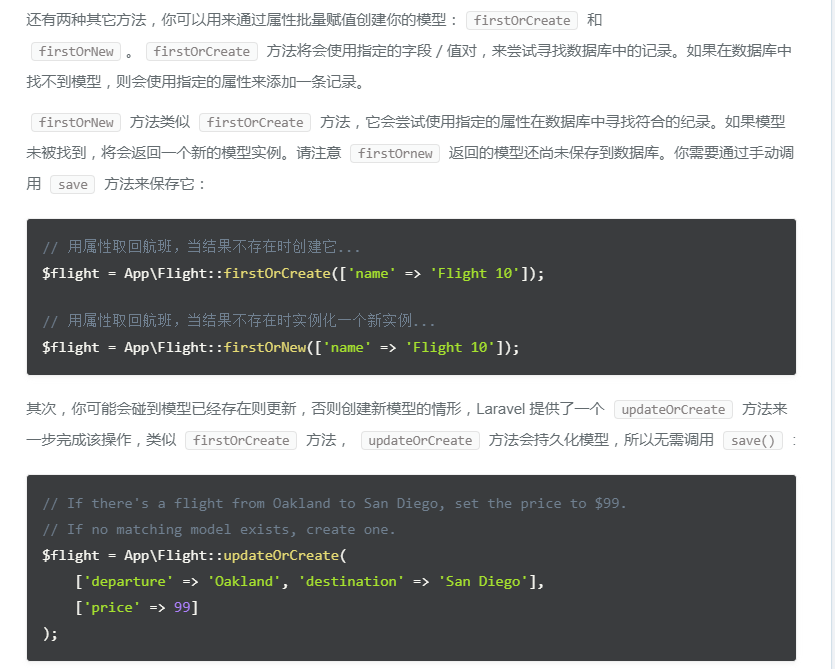 还有两种其它方法，你可以用来通过属性批量赋值创建你的模型： firstOrCreate 和
firstOrNew 。 firstOrCreate 方法将会使用指定的字段 / 值对，来尝试寻找数据库中的记录。如果在数据库中
找不到模型，则会使用指定的属性来添加一条记录。
firstOrNew 方法类似 firstOrCreate 方法，它会尝试使用指定的属性在数据库中寻找符合的纪录。如果模型
未被找到，将会返回一个新的模型实例。请注意 firstOrnew 返回的模型还尚未保存到数据库。你需要通过手动调
用 save 方法来保存它：
// 用属性取回航班，当结果不存在时创建它...
$flight = App\Flight::firstOrCreate(['name' => 'Flight 10']);
// 用属性取回航班，当结果不存在时实例化一个新实例...
$flight = App\Flight::firstOrNew(['name' => 'Flight 10']);
其次，你可能会碰到模型已经存在则更新，否则创建新模型的情形，Laravel 提供了一个 updateOrCreate 方法来
一步完成该操作，类似 firstOrCreate 方法， updateOrCreate 方法会持久化模型，所以无需调用 save() :
// If there's a flight from Oakland to San Diego, set the price to $99.
// If no matching model exists, create one.
$flight = App\Flight::updateOrCreate(
['departure' => 'Oakland', 'destination' => 'San Diego'],
['price' => 99]
);